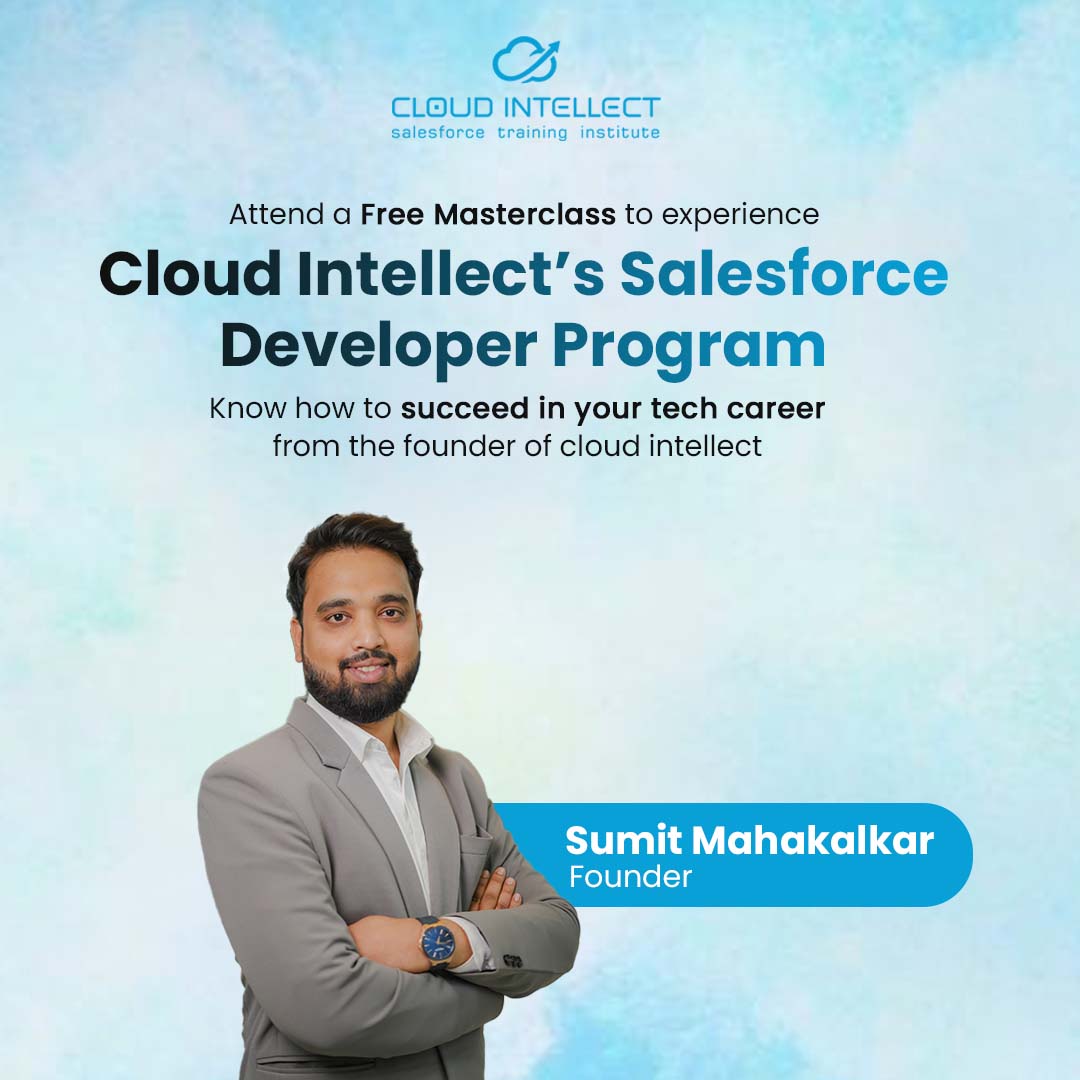 CLOUD INTELLECT
salesforce training institute
Attend a Free Masterclass to experience
Cloud Intellect’s Salesforce
Developer Program
Know how to succeed in your tech career
from the founder of cloud intellect
Sumit Mahakalkar
Founder